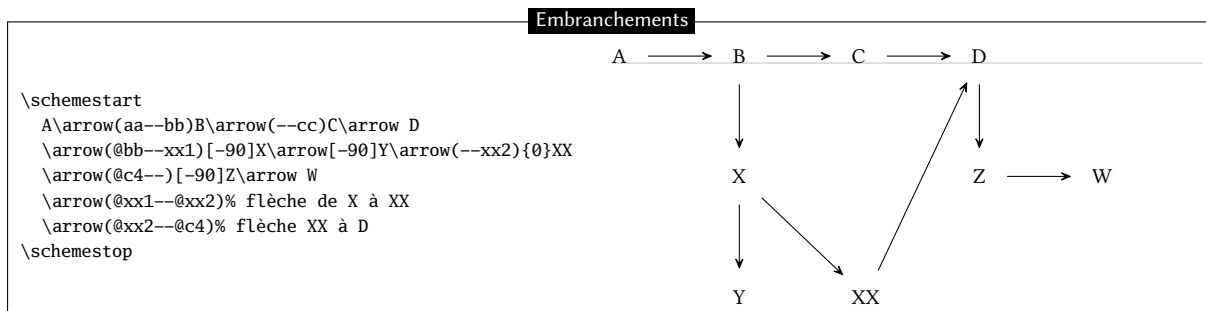 Embranchements
\schemestart
A\arrow(aa--bb)B\arrow(--cc)C\arrow D
\arrow(@bb--xx1)[-90]X\arrow[-90]Y\arrow(--xx2){0}XX
\arrow(@c4--)[-90]Z\arrow W
\arrow(@xx1--@xx2)% flèche de X à XX
\arrow(@xx2--@c4)% flèche XX à D
\schemestop
A B C D
X Z W
Y XX